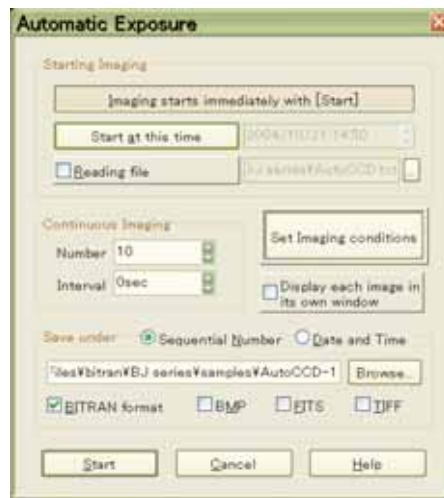 Automatic Exposure
Starting Imaging
Imaging starts immediately with [Start]
Start at this time
2004/10/21 14:50
Reading file
BJ series¥AutoCCD.txt
...
Continuous Imaging
Number 10
Interval 0sec
Set Imaging conditions
Display each image in
its own window
Save under Sequential Number Date and Time
iles¥bitran¥BJ series¥samples¥AutoCCD-1 Browse...
BITRAN format BMP FITS TIFF
Start Cancel Help